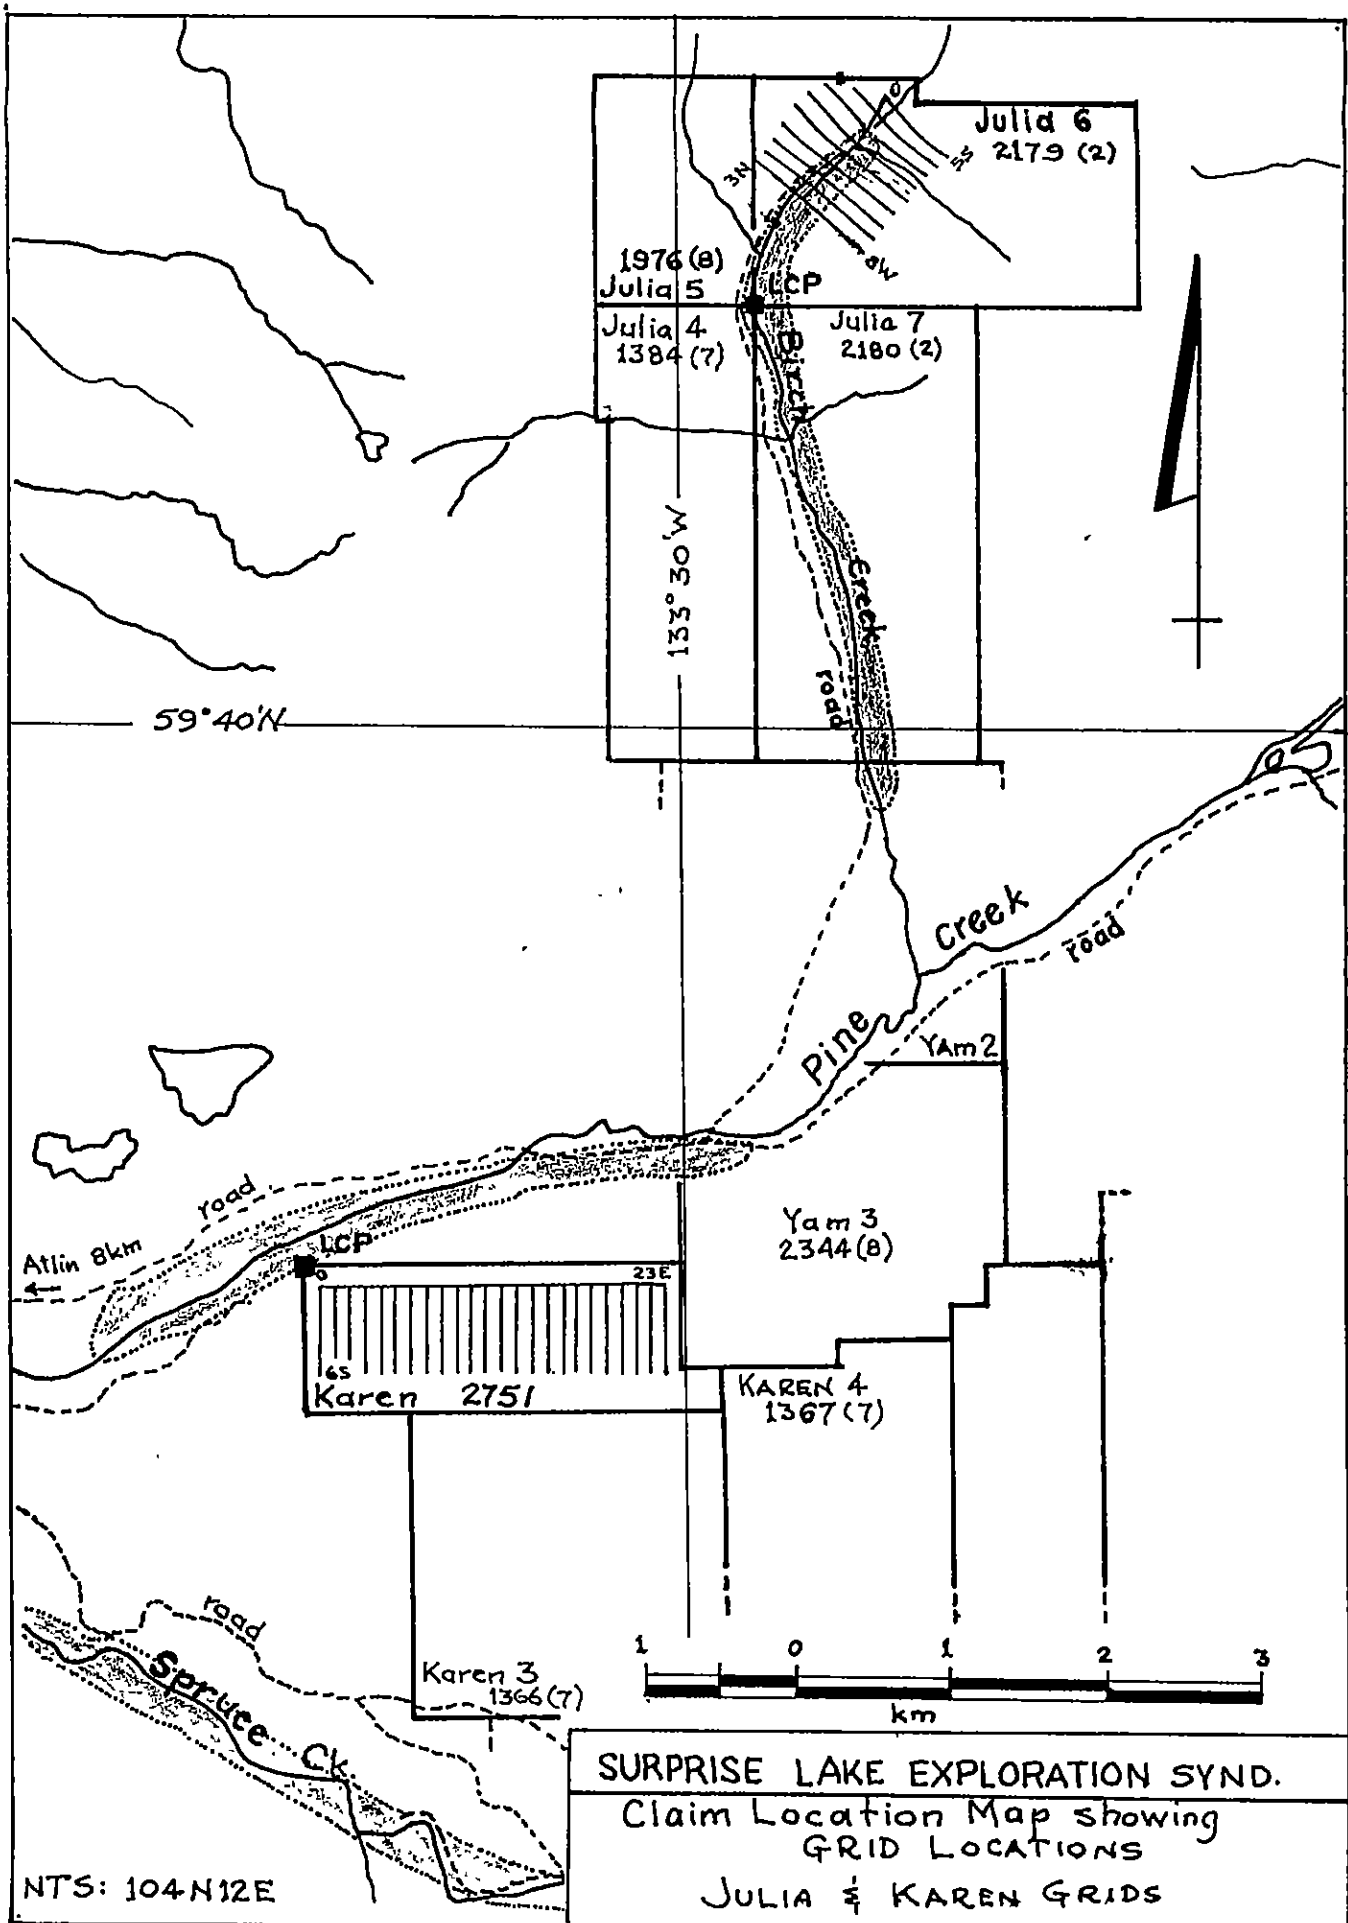 0
Julia 6
2179 (2)
3N
5S
8W
1976 (8)
Julia 5
LCP
Julia 4
1384 (7)
Julia 7
2180 (2)
Birch
Creek
133° 30'W
road
59°40'N
Creek
road
Pine
YAm 2
road
Atlin 8km
LCP
Yam 3
2344 (8)
0
23E
6S
Karen 2751
KAREN 4
1367 (7)
road
Spruce Ck.
Karen 3
1366 (7)
1 0 1 2 3
km
SURPRISE LAKE EXPLORATION SYND.
Claim Location Map showing
GRID LOCATIONS
JULIA & KAREN GRIDS
NTS: 104N12E